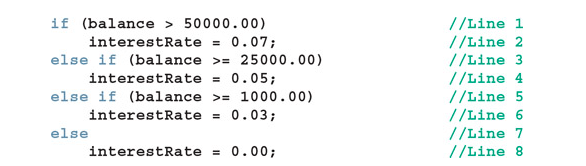 if (balance > 50000.00) //Line 1
    interestRate = 0.07; //Line 2
else if (balance >= 25000.00) //Line 3
    interestRate = 0.05; //Line 4
else if (balance >= 1000.00) //Line 5
    interestRate = 0.03; //Line 6
else //Line 7
    interestRate = 0.00; //Line 8